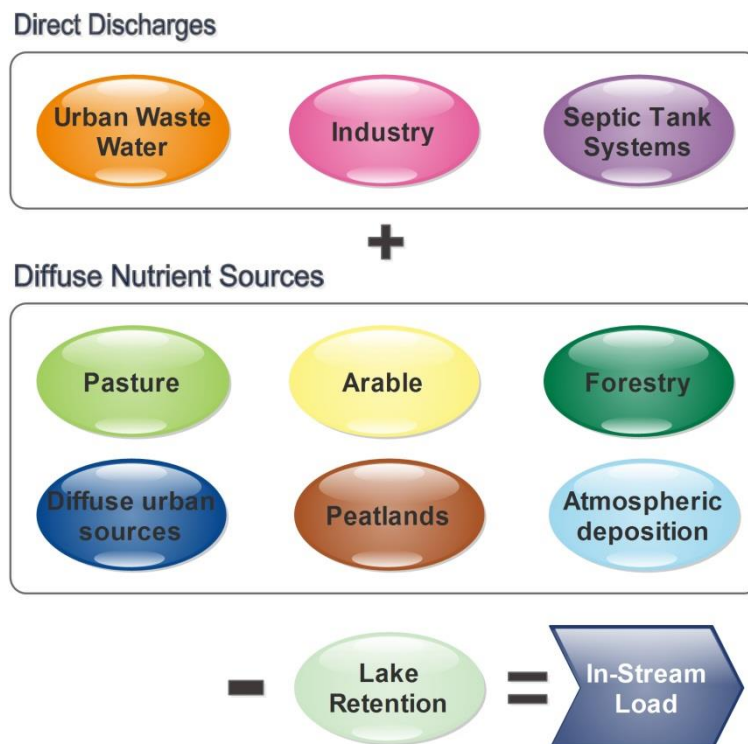 Direct Discharges
Urban Waste
Water
Industry
Septic Tank
Systems
+
Diffuse Nutrient Sources
Pasture
Arable
Forestry
Diffuse urban
sources
Peatlands
Atmospheric
deposition
-
Lake
Retention
=
In-Stream
Load